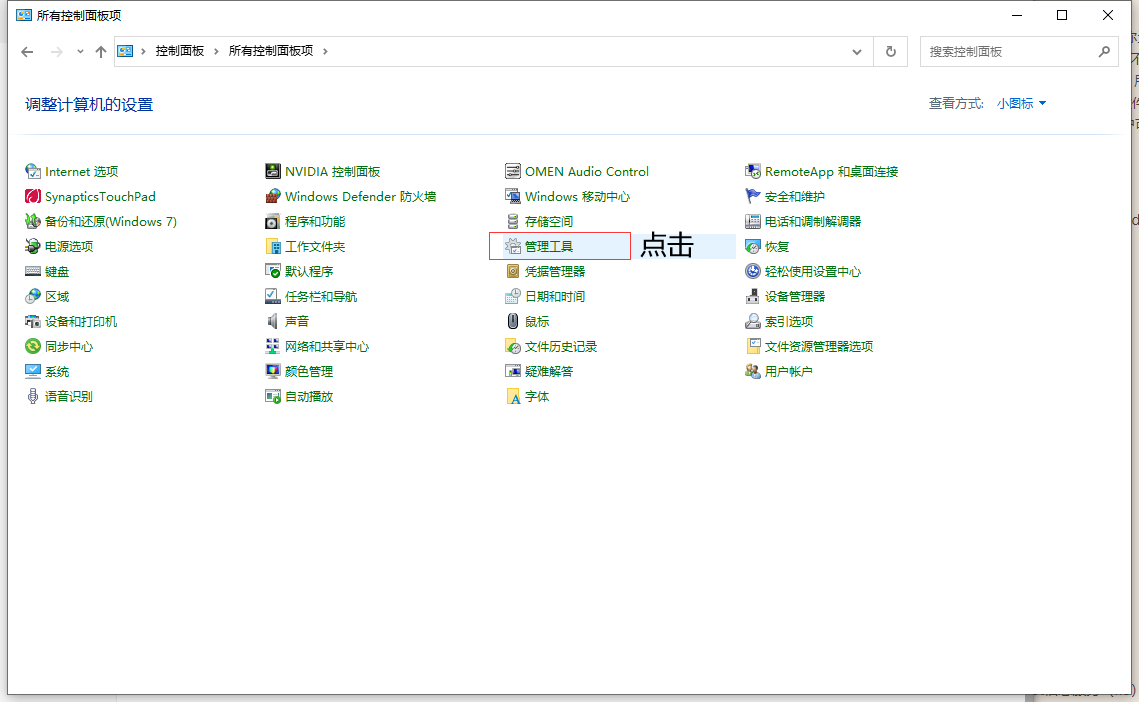 所有控制面板项
控制面板 所有控制面板项
搜索控制面板
调整计算机的设置
查看方式: 小图标
Internet 选项
NVIDIA 控制面板
OMEN Audio Control
RemoteApp 和桌面连接
SynapticsTouchPad
Windows Defender 防火墙
Windows 移动中心
安全和维护
备份和还原(Windows 7)
程序和功能
存储空间
电话和调制解调器
电源选项
工作文件夹
管理工具
点击
恢复
键盘
默认程序
凭据管理器
轻松使用设置中心
区域
任务栏和导航
日期和时间
设备管理器
设备和打印机
声音
鼠标
索引选项
同步中心
网络和共享中心
文件历史记录
文件资源管理器选项
系统
颜色管理
疑难解答
用户帐户
语音识别
自动播放
字体